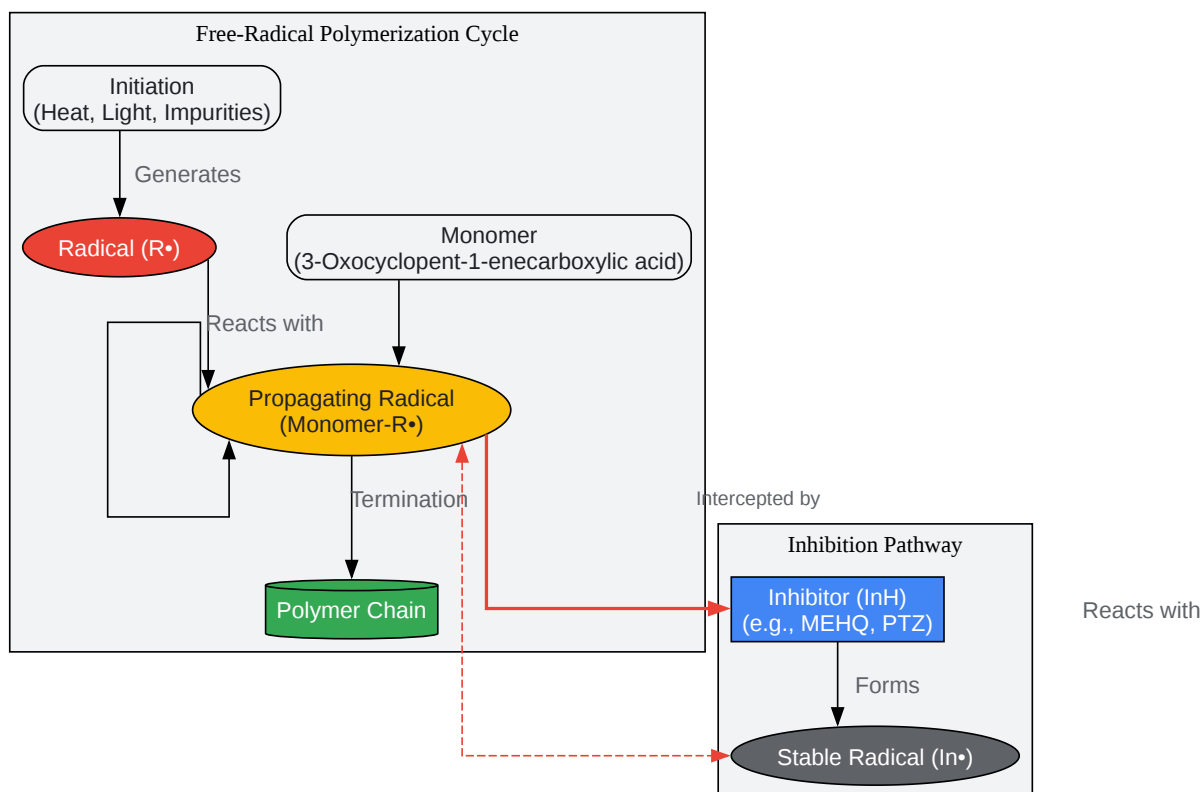 Free-Radical Polymerization Cycle
Initiation
(Heat, Light, Impurities)
Generates
Radical (R•)
Monomer
(3-Oxocyclopent-1-enecarboxylic acid)
Reacts with
Propagating Radical
(Monomer-R•)
Termination
Intercepted by
Polymer Chain
Inhibition Pathway
Inhibitor (InH)
(e.g., MEHQ, PTZ)
Reacts with
Forms
Stable Radical (In•)